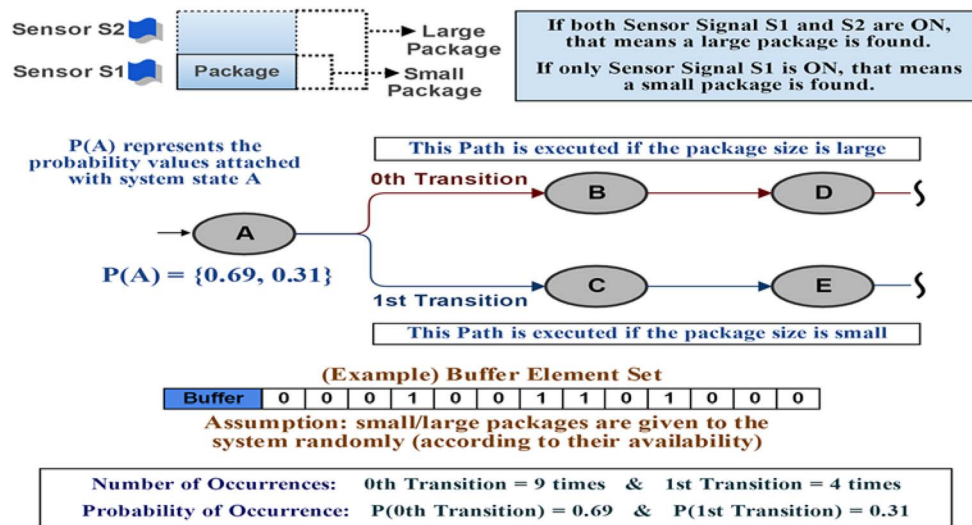 Sensor S2
Sensor S1
Package
Large
Package
Small
Package
If both Sensor Signal S1 and S2 are ON,
that means a large package is found.
If only Sensor Signal S1 is ON, that means
a small package is found.
P(A) represents the
probability values attached
with system state A
This Path is executed if the package size is large
0th Transition
B
D
A
P(A) = {0.69, 0.31}
C
E
1st Transition
This Path is executed if the package size is small
(Example) Buffer Element Set
Buffer 0 0 0 1 0 0 1 1 0 1 0 0 0
Assumption: small/large packages are given to the
system randomly (according to their availability)
Number of Occurrences: 0th Transition = 9 times & 1st Transition = 4 times
Probability of Occurrence: P(0th Transition) = 0.69 & P(1st Transition) = 0.31